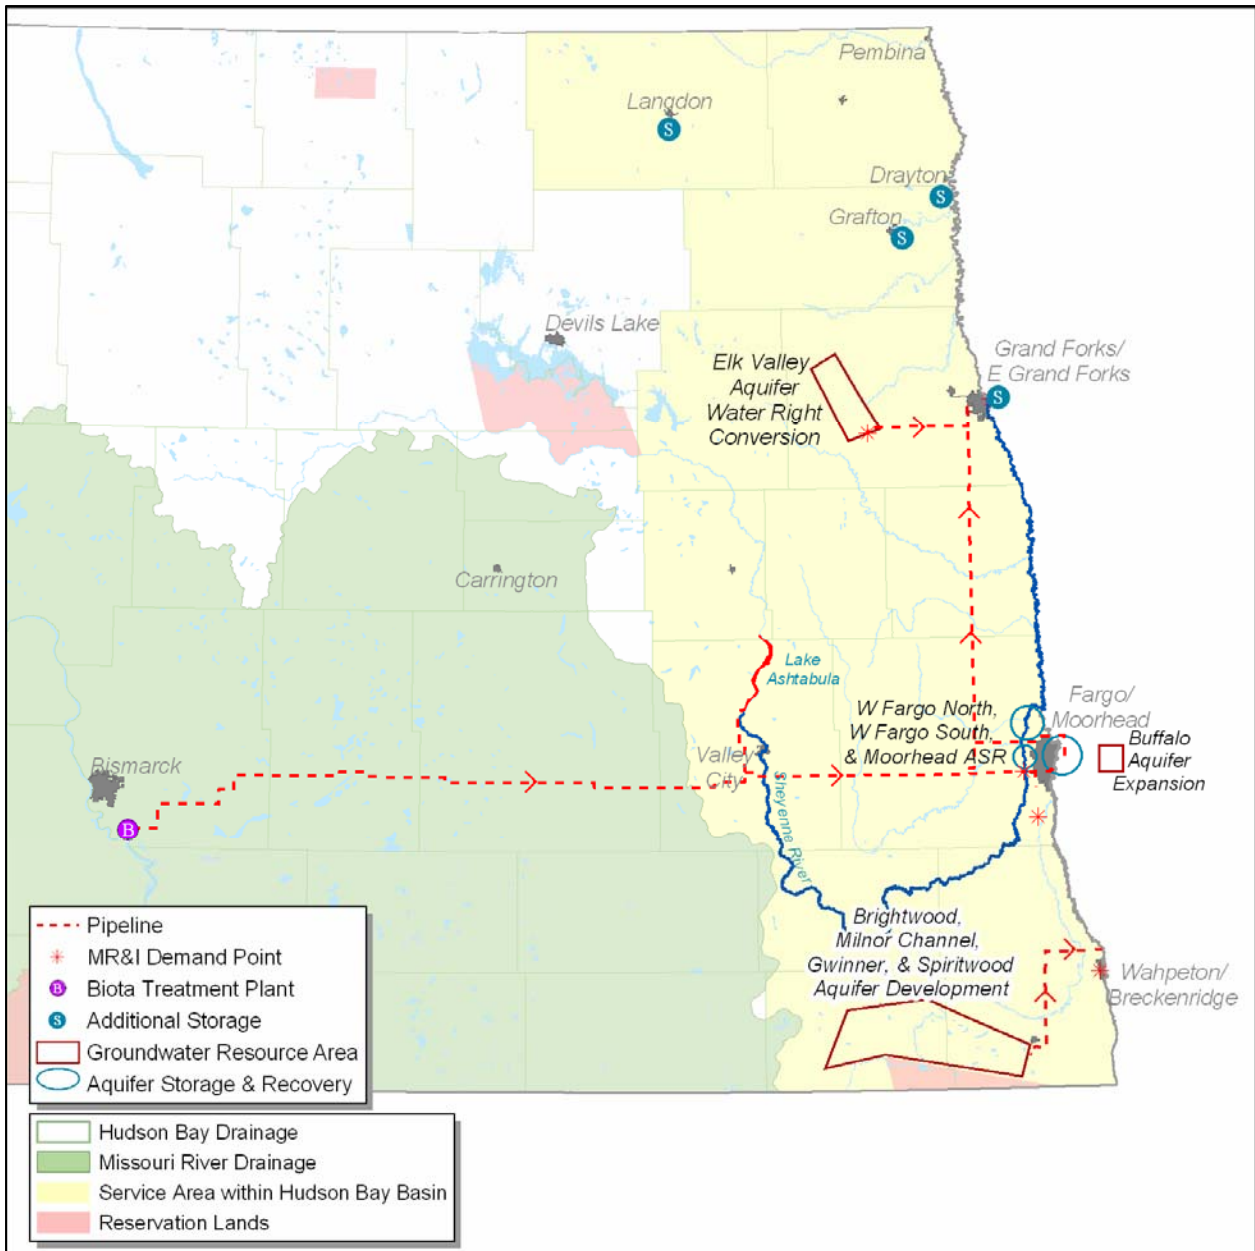 Pembina
Langdon
S
Drayton
S
Grafton
S
Devils Lake
Grand Forks/
E Grand Forks
S
Elk Valley
Aquifer
Water Right
Conversion
Carrington
Lake
Ashtabula
W Fargo North,
W Fargo South,
& Moorhead ASR
Fargo/
Moorhead
Buffalo
Aquifer
Expansion
Valley
City
Bismarck
B
Sheyenne River
Brightwood,
Milnor Channel,
Gwinner, & Spiritwood
Aquifer Development
Wahpeton/
Breckenridge
Pipeline
MR&I Demand Point
B Biota Treatment Plant
S Additional Storage
Groundwater Resource Area
Aquifer Storage & Recovery
Hudson Bay Drainage
Missouri River Drainage
Service Area within Hudson Bay Basin
Reservation Lands